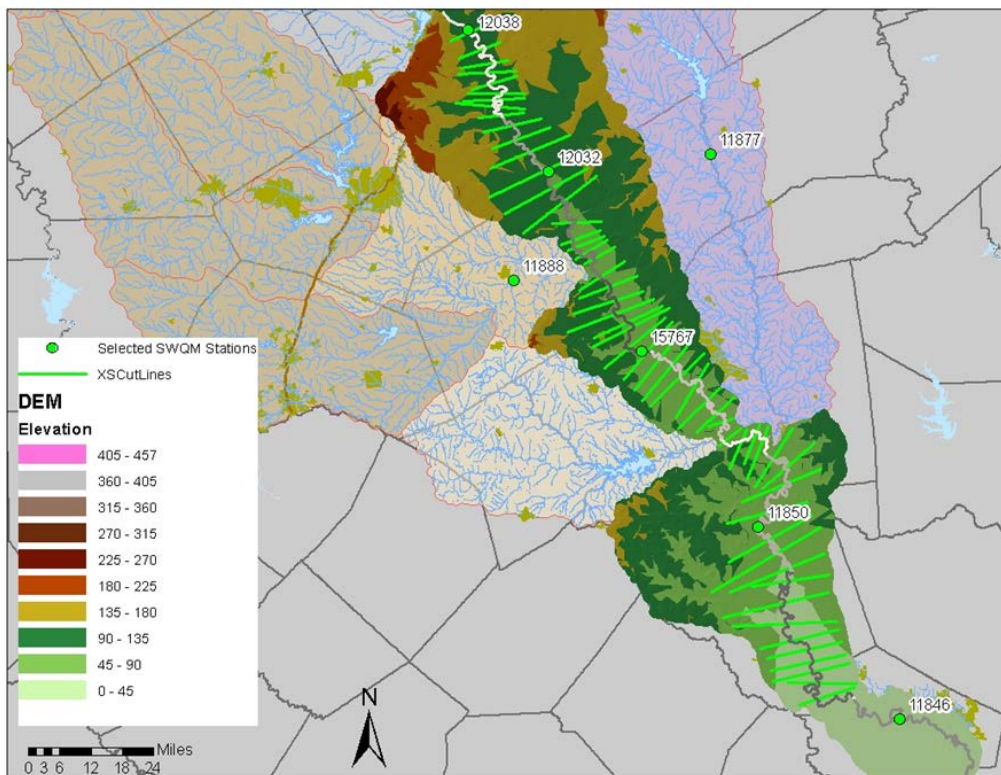 12038
12032
11877
11888
15767
11850
11846
Selected SWQM Stations
XSCutLines
DEM
Elevation
405 - 457
360 - 405
315 - 360
270 - 315
225 - 270
180 - 225
135 - 180
90 - 135
45 - 90
0 - 45
N
Miles
0 3 6 12 18 24